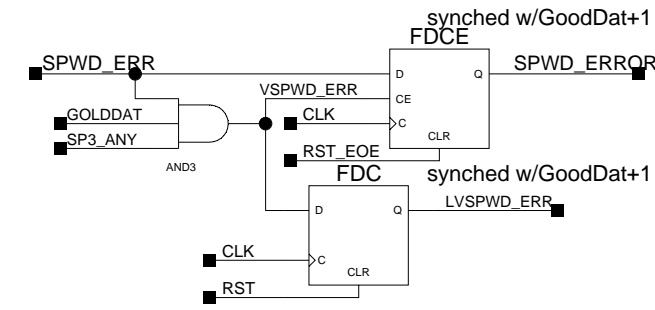 synched w/GoodDat+1
FDCE
SPWD_ERR
D
Q
SPWD_ERROR
VSPWD_ERR
CE
GOLDDAT
CLK
C
SP3_ANY
CLR
AND3
RST_EOE
FDC
synched w/GoodDat+1
D
Q
LVSPWD_ERR
CLK
C
CLR
RST